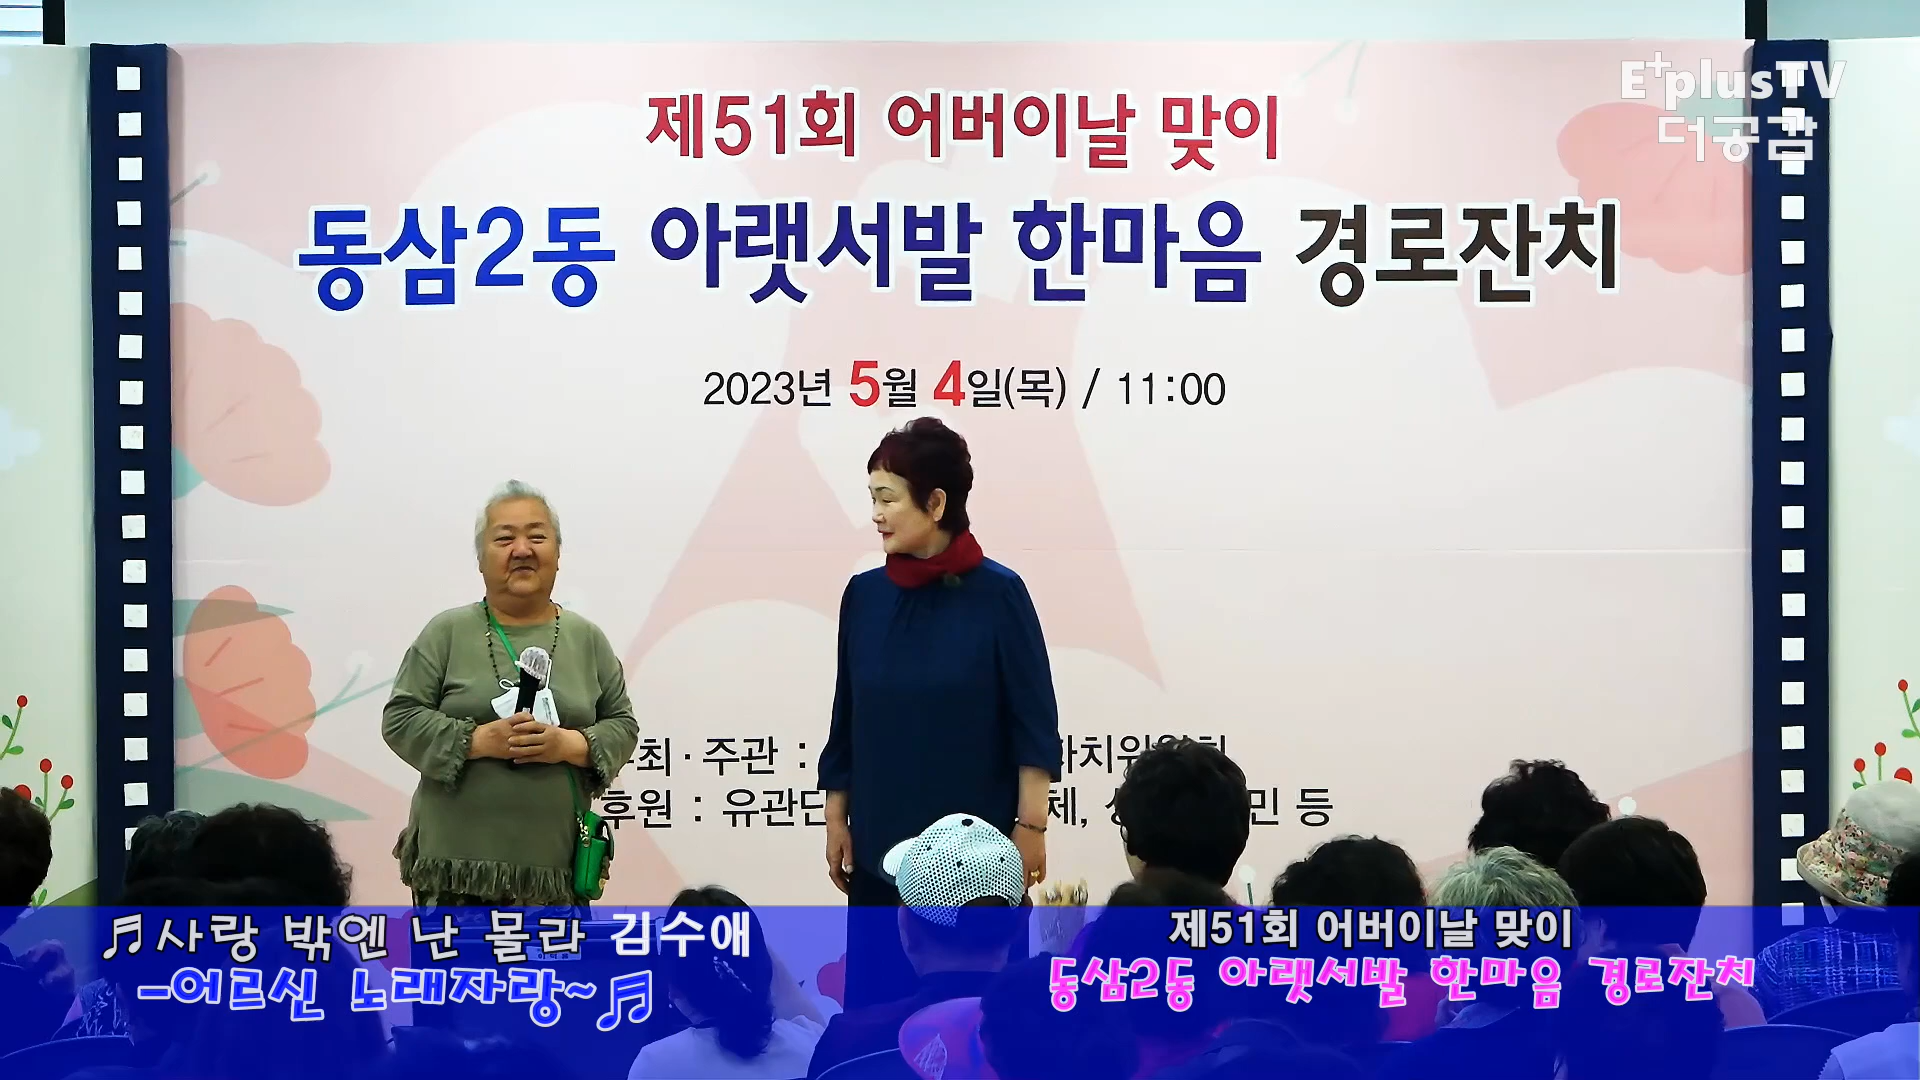 E+plusTV
더공감
제51회 어버이날 맞이
동삼2동 아랫서발 한마음 경로잔치
2023년 5월 4일(목) / 11:00
주관 :
후원 : 유관단 민 등
♬사랑 밖엔 난 몰라 김수애
-어르신 노래자랑~♬
제51회 어버이날 맞이
동삼2동 아랫서발 한마음 경로잔치